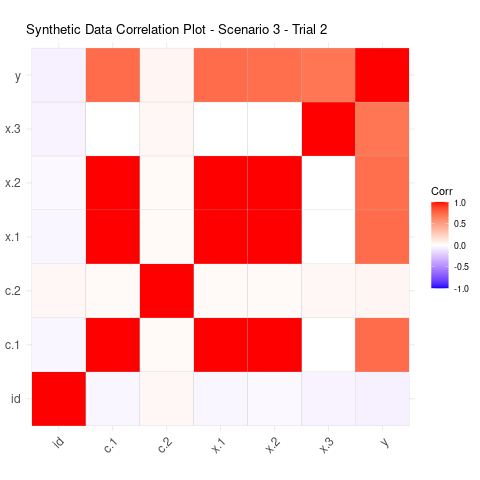 Synthetic Data Correlation Plot - Scenario 3 - Trial 2
y
x.3
x.2
x.1
c.2
c.1
id
id
c.1
c.2
x.1
x.2
x.3
y
Corr
1.0
0.5
0.0
-0.5
-1.0